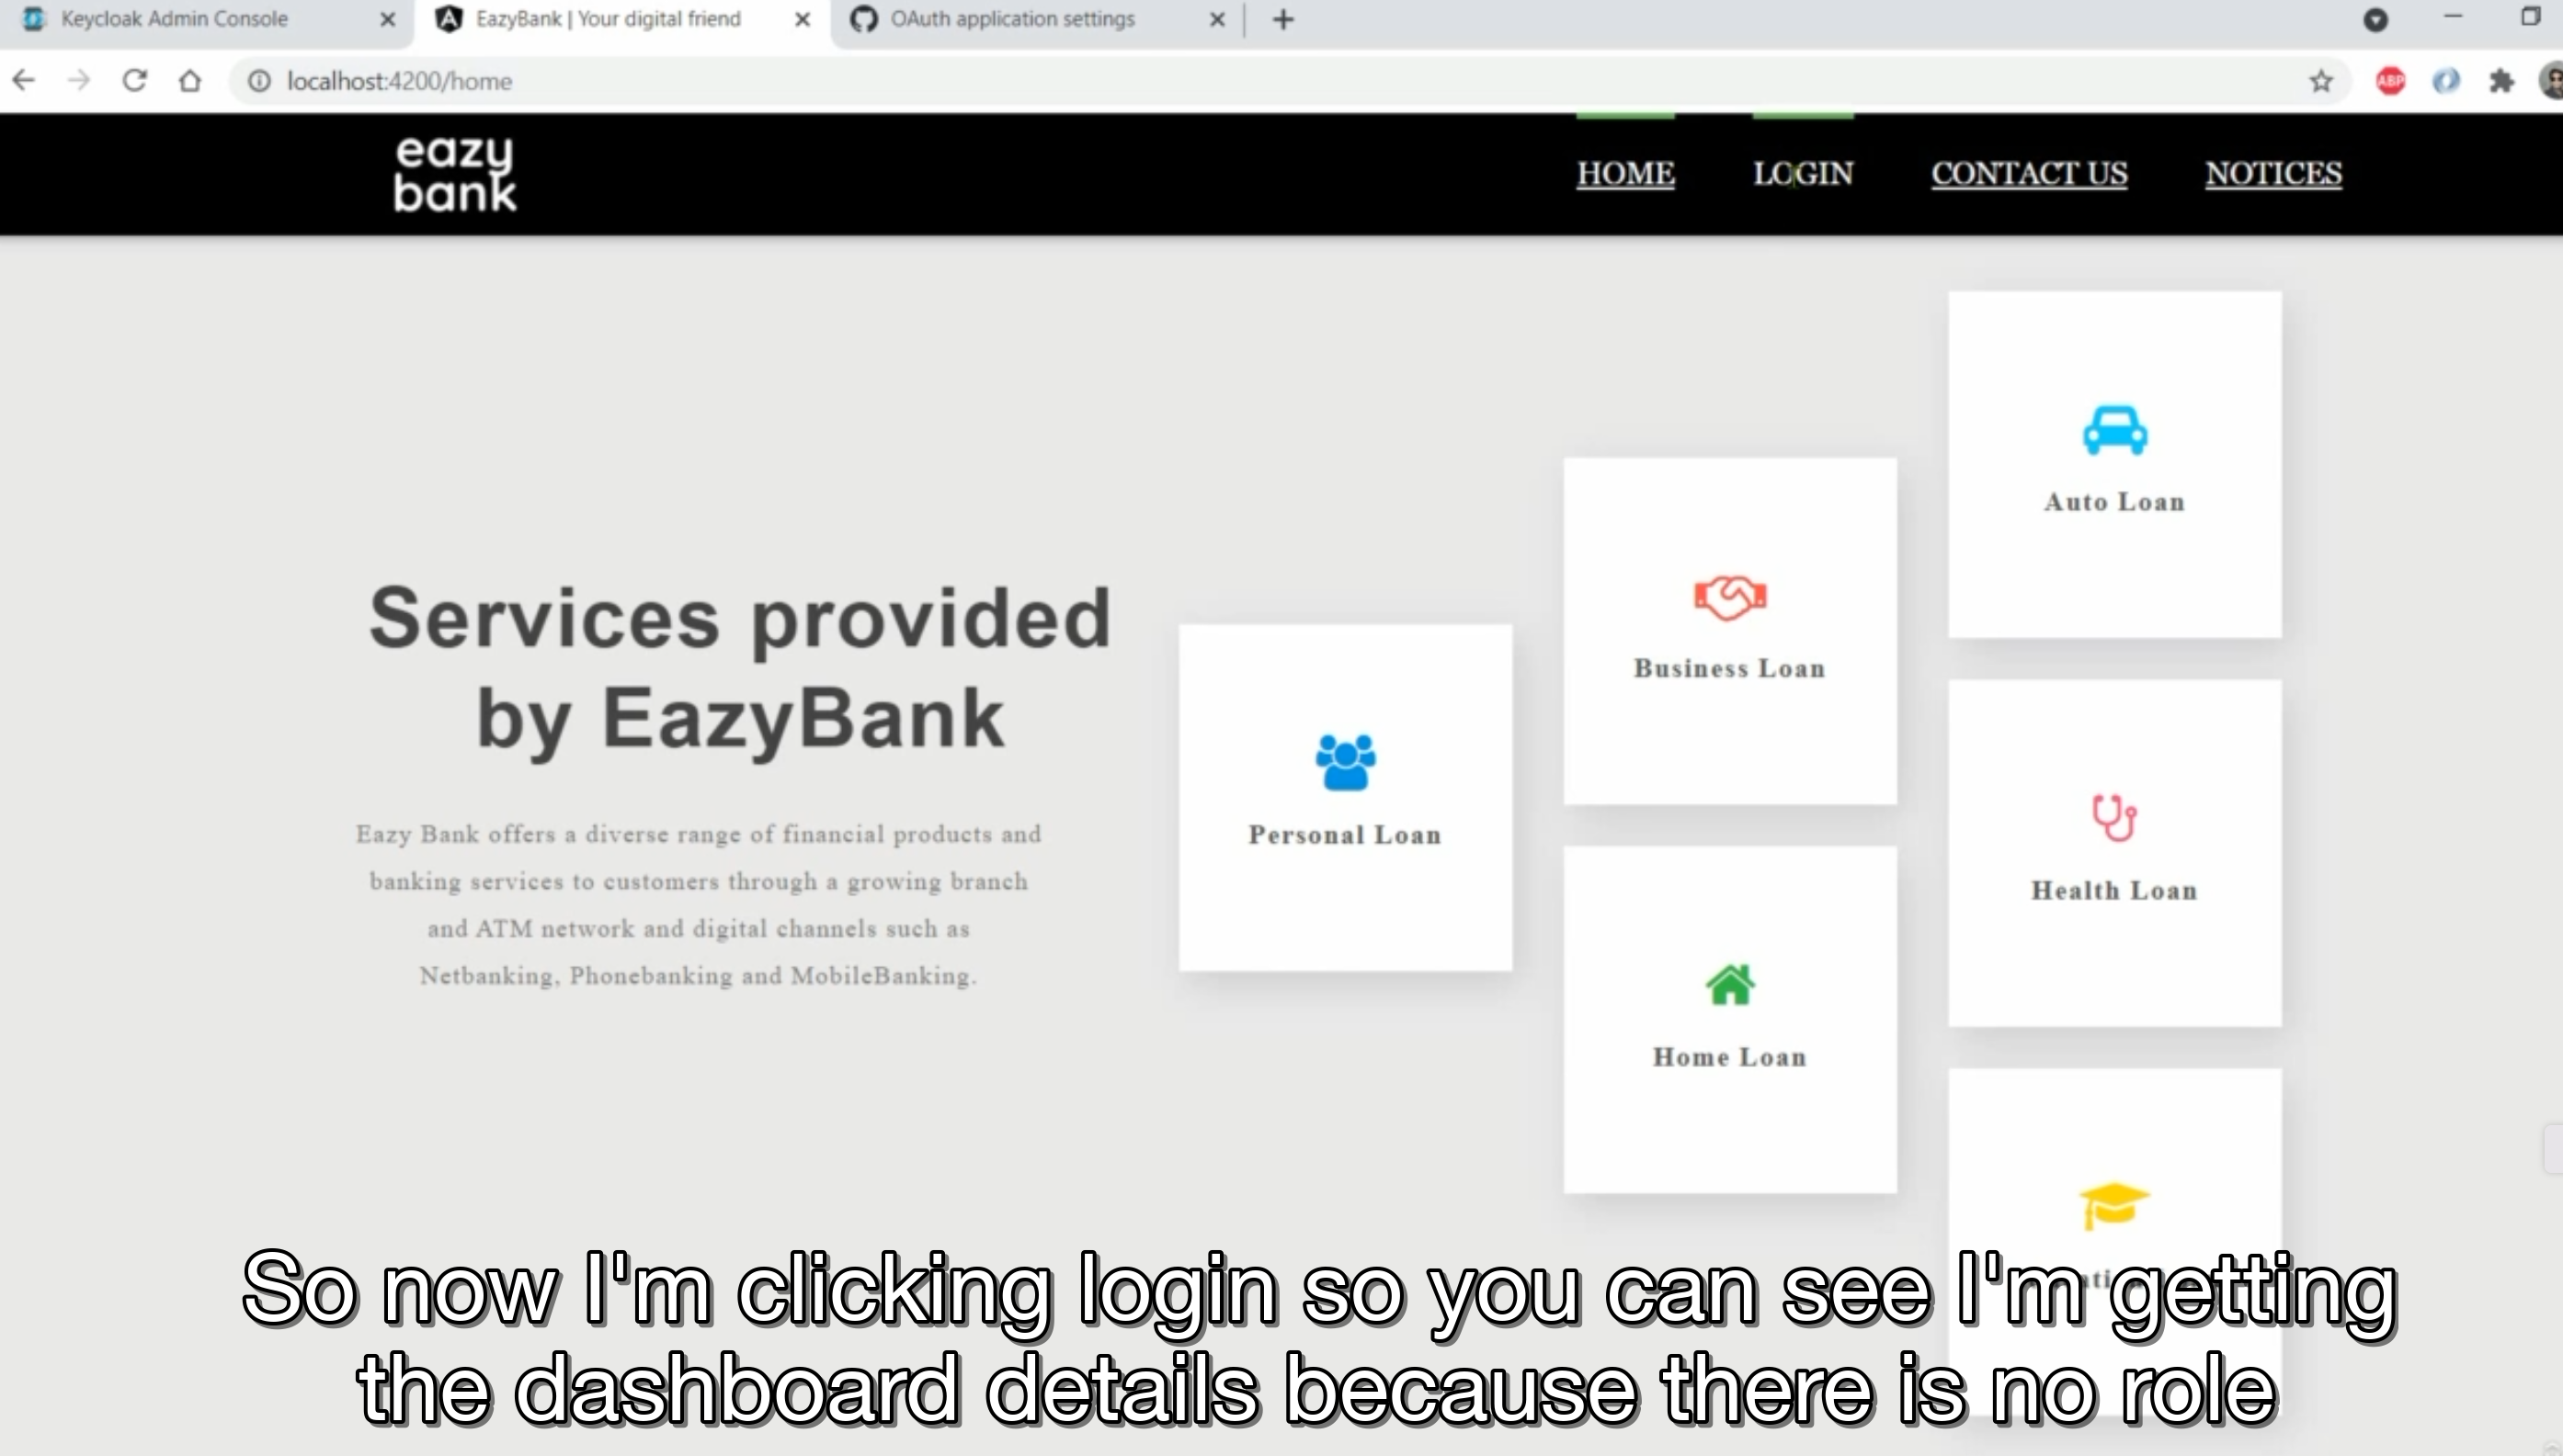 Keycloak Admin Console
EazyBank | Your digital friend
OAuth application settings
localhost:4200/home
ABP
eazy
bank
HOME
LOGIN
CONTACT US
NOTICES
Auto Loan
Business Loan
Services provided
by EazyBank
Personal Loan
Health Loan
Eazy Bank offers a diverse range of financial products and
banking services to customers through a growing branch
and ATM network and digital channels such as
Netbanking, Phonebanking and MobileBanking.
Home Loan
So now I'm clicking login so you can see I'm getting
the dashboard details because there is no role